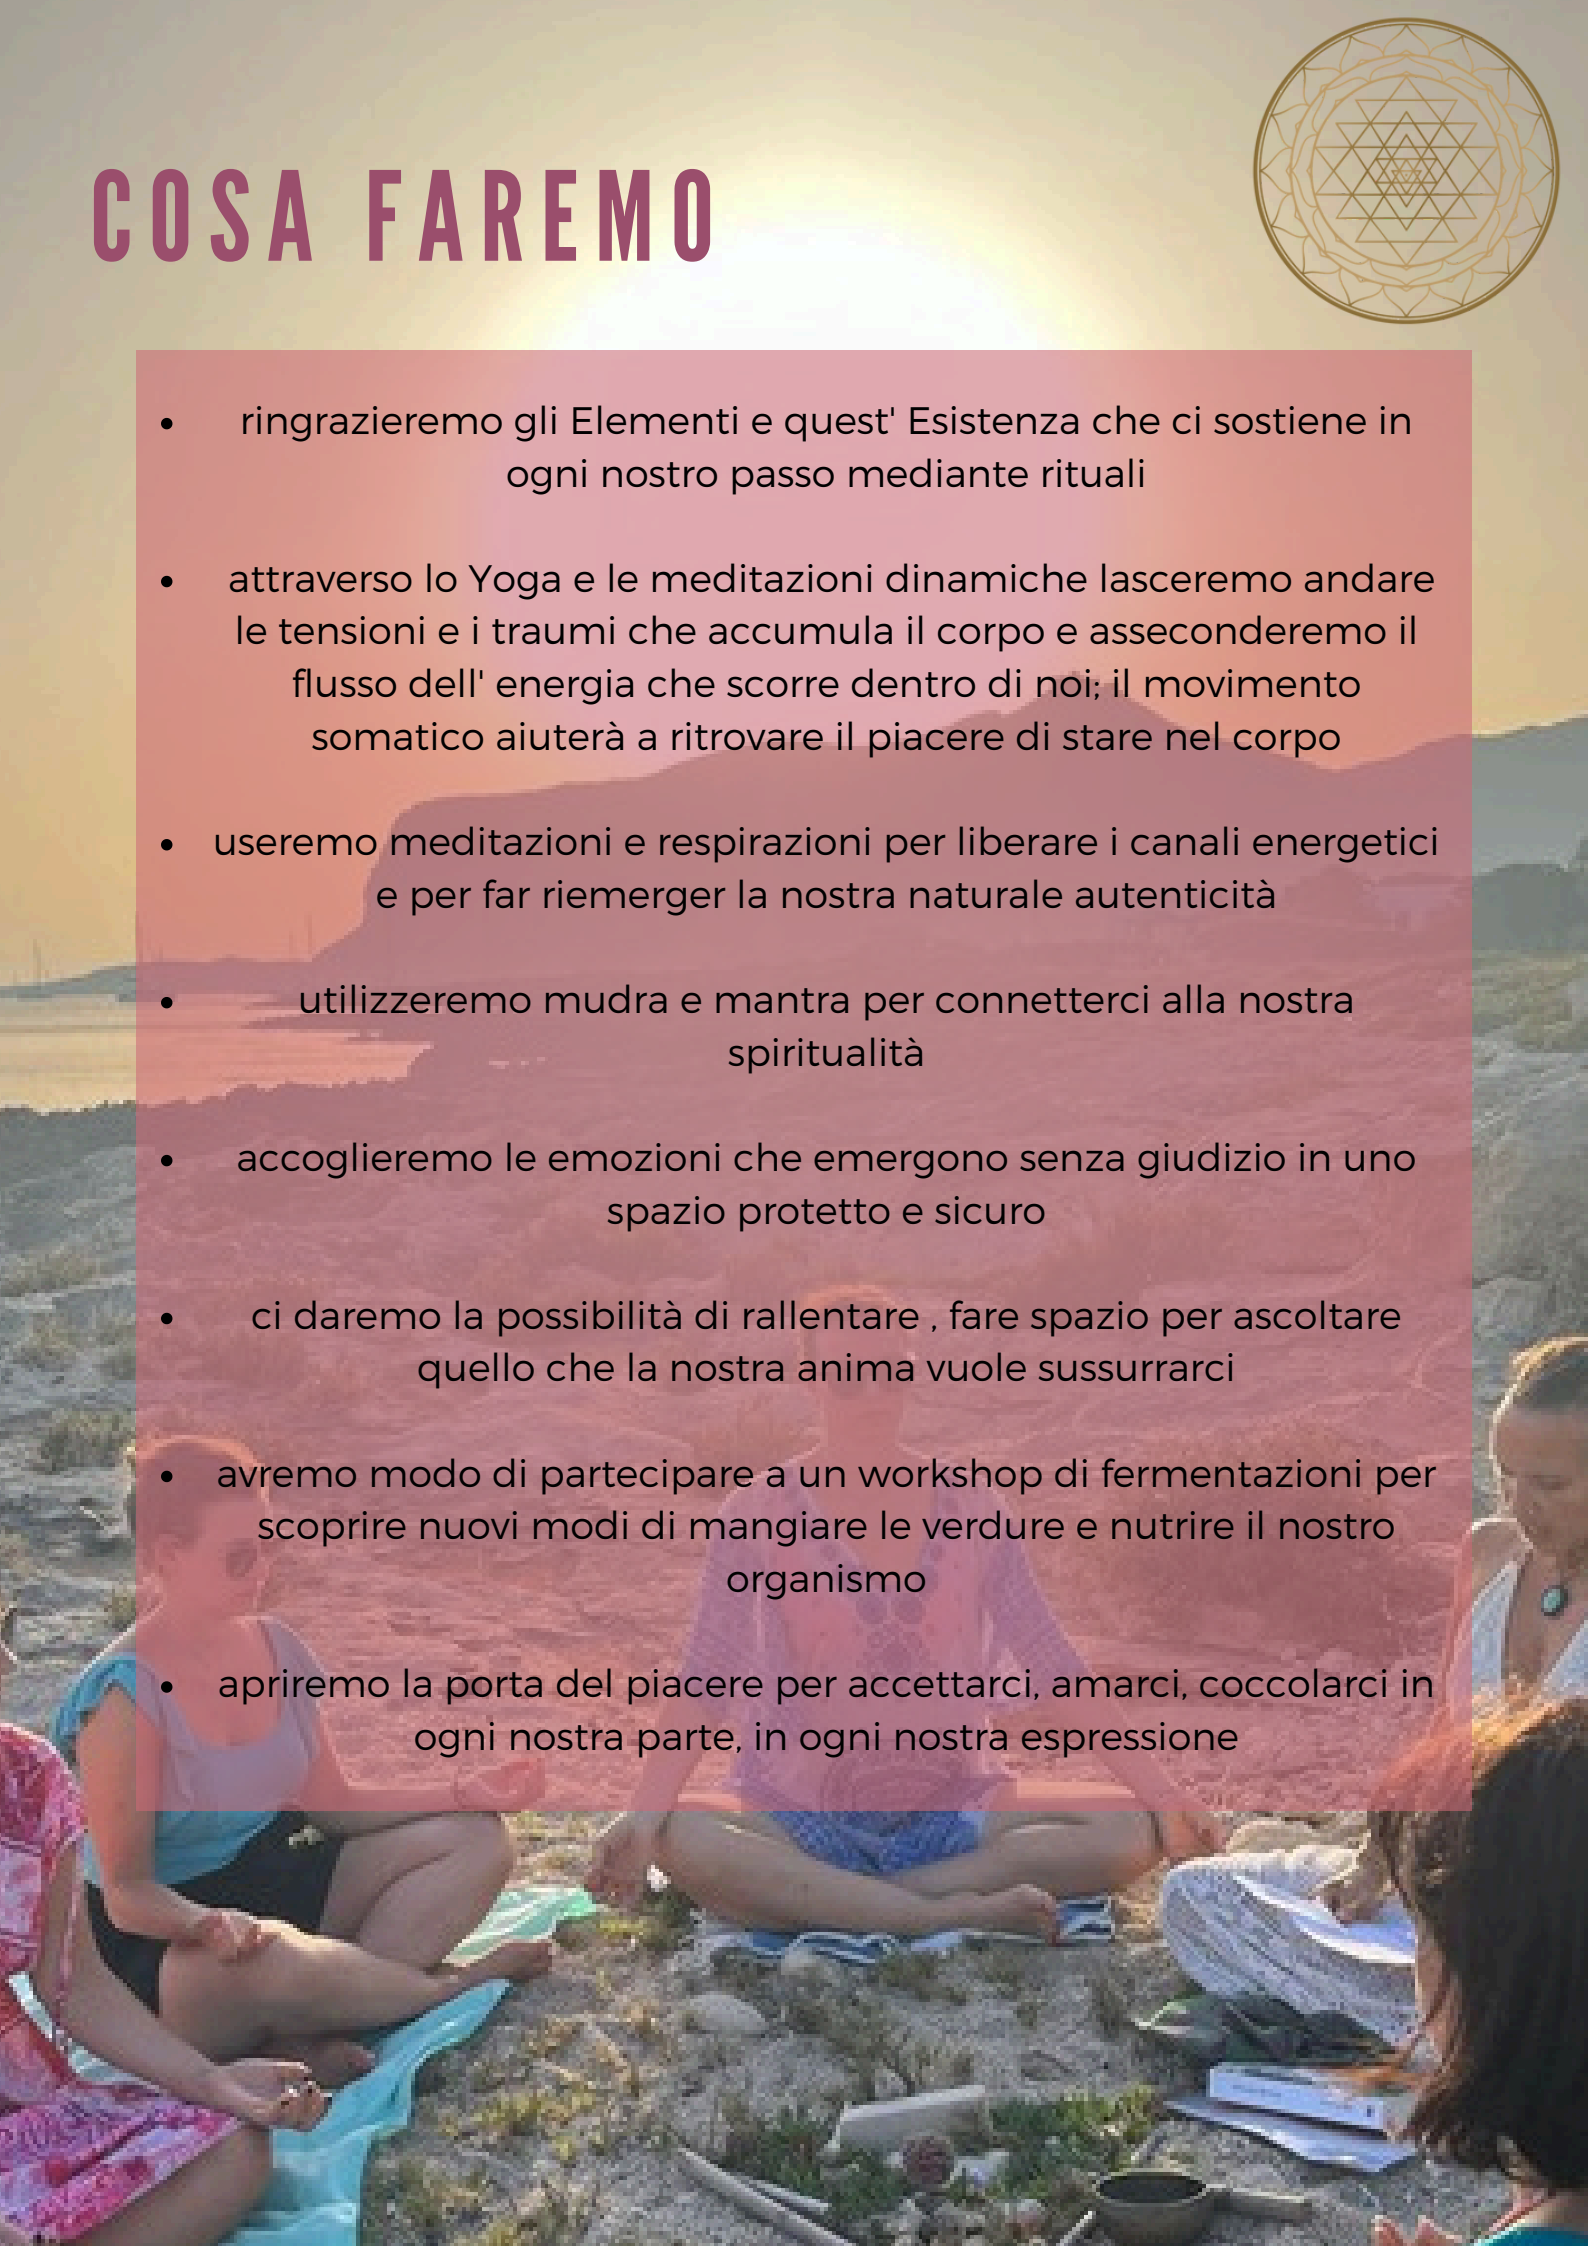 COSA FAREMO
• ringrazieremo gli Elementi e quest' Esistenza che ci sostiene in
ogni nostro passo mediante rituali
• attraverso lo Yoga e le meditazioni dinamiche lasceremo andare
le tensioni e i traumi che accumula il corpo e asseconderemo il
flusso dell' energia che scorre dentro di noi; il movimento
somatico aiuterà a ritrovare il piacere di stare nel corpo
• useremo meditazioni e respirazioni per liberare i canali energetici
e per far riemerger la nostra naturale autenticità
• utilizzeremo mudra e mantra per connetterci alla nostra
spiritualità
• accoglieremo le emozioni che emergono senza giudizio in uno
spazio protetto e sicuro
• ci daremo la possibilità di rallentare , fare spazio per ascoltare
quello che la nostra anima vuole sussurrarci
• avremo modo di partecipare a un workshop di fermentazioni per
scoprire nuovi modi di mangiare le verdure e nutrire il nostro
organismo
• apriremo la porta del piacere per accettarci, amarci, coccolarci in
ogni nostra parte, in ogni nostra espressione